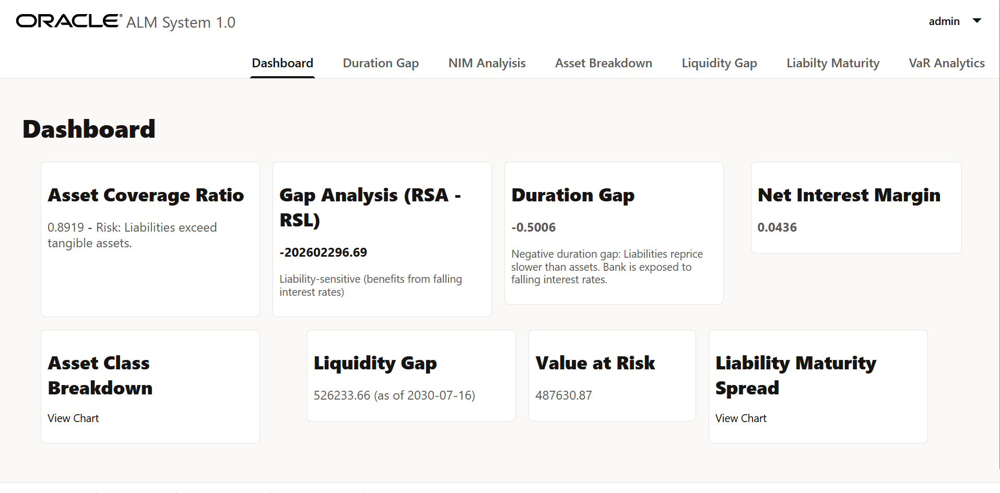 ORACLE® ALM System 1.0
admin
Dashboard
Duration Gap
NIM Analyisis
Asset Breakdown
Liquidity Gap
Liabilty Maturity
VaR Analytics
Dashboard
Asset Coverage Ratio
0.8919 - Risk: Liabilities exceed
tangible assets.
Gap Analysis (RSA -
RSL)
-202602296.69
Liability-sensitive (benefits from falling
interest rates)
Duration Gap
-0.5006
Negative duration gap: Liabilities reprice
slower than assets. Bank is exposed to
falling interest rates.
Net Interest Margin
0.0436
Asset Class
Breakdown
View Chart
Liquidity Gap
526233.66 (as of 2030-07-16)
Value at Risk
487630.87
Liability Maturity
Spread
View Chart